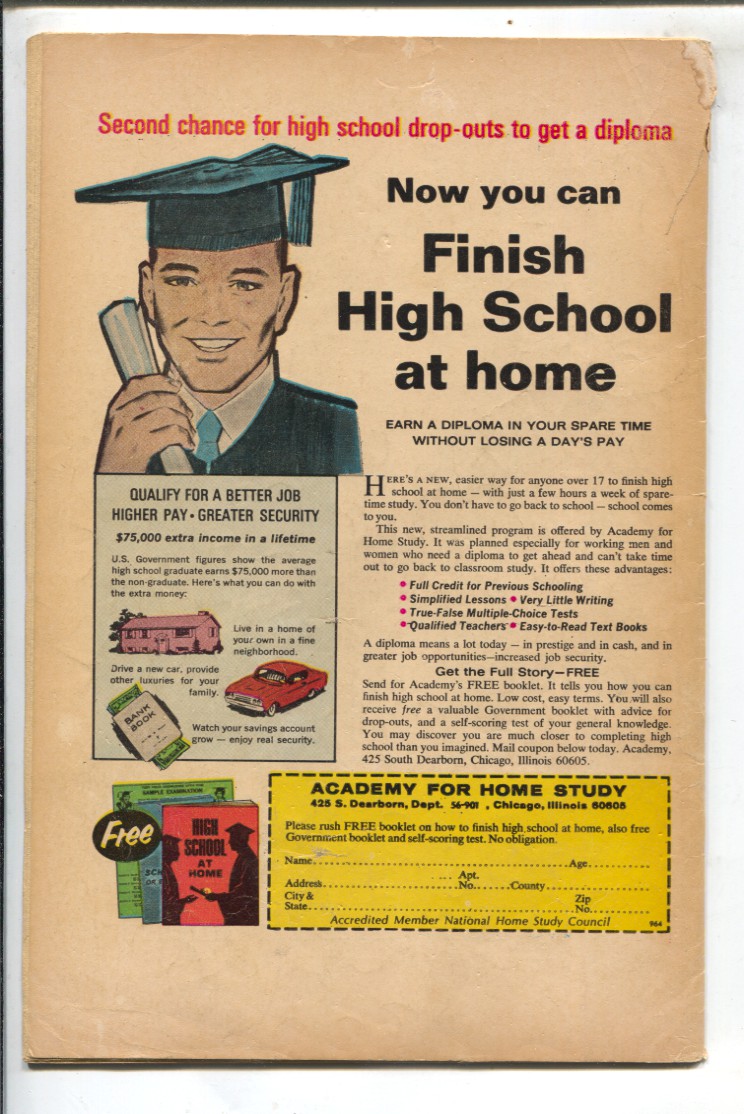 Second chance for high school drop-outs to get a diploma
Now you can
Finish
High School
at home
EARN A DIPLOMA IN YOUR SPARE TIME
WITHOUT LOSING A DAY'S PAY
QUALIFY FOR A BETTER JOB
HIGHER PAY • GREATER SECURITY
$75,000 extra income in a lifetime
U.S. Government figures show the average
high school graduate earns $75,000 more than
the non-graduate. Here's what you can do with
the extra money:
Live in a home of
your own in a fine
neighborhood.
Drive a new car, provide
other luxuries for your
family.
BANK
BOOK
Watch your savings account
grow — enjoy real security.
HERE'S A NEW, easier way for anyone over 17 to finish high
school at home — with just a few hours a week of spare-
time study. You don't have to go back to school — school comes
to you.
This new, streamlined program is offered by Academy for
Home Study. It was planned especially for working men and
women who need a diploma to get ahead and can't take time
out to go back to classroom study. It offers these advantages:
• Full Credit for Previous Schooling
• Simplified Lessons • Very Little Writing
• True-False Multiple-Choice Tests
• Qualified Teachers • Easy-to-Read Text Books
A diploma means a lot today — in prestige and in cash, and in
greater job opportunities—increased job security.
Get the Full Story—FREE
Send for Academy's FREE booklet. It tells you how you can
finish high school at home. Low cost, easy terms. You will also
receive free a valuable Government booklet with advice for
drop-outs, and a self-scoring test of your general knowledge.
You may discover you are much closer to completing high
school than you imagined. Mail coupon below today. Academy,
425 South Dearborn, Chicago, Illinois 60605.
Free
SAMPLE EXAMINATION
HIGH
SCHOOL
AT
HOME
ACADEMY FOR HOME STUDY
425 S. Dearborn, Dept. 56-901 , Chicago, Illinois 60605
Please rush FREE booklet on how to finish high school at home, also free
Government booklet and self-scoring test. No obligation.
Name Age
Address Apt. No. County
City & State Zip No.
Accredited Member National Home Study Council 964